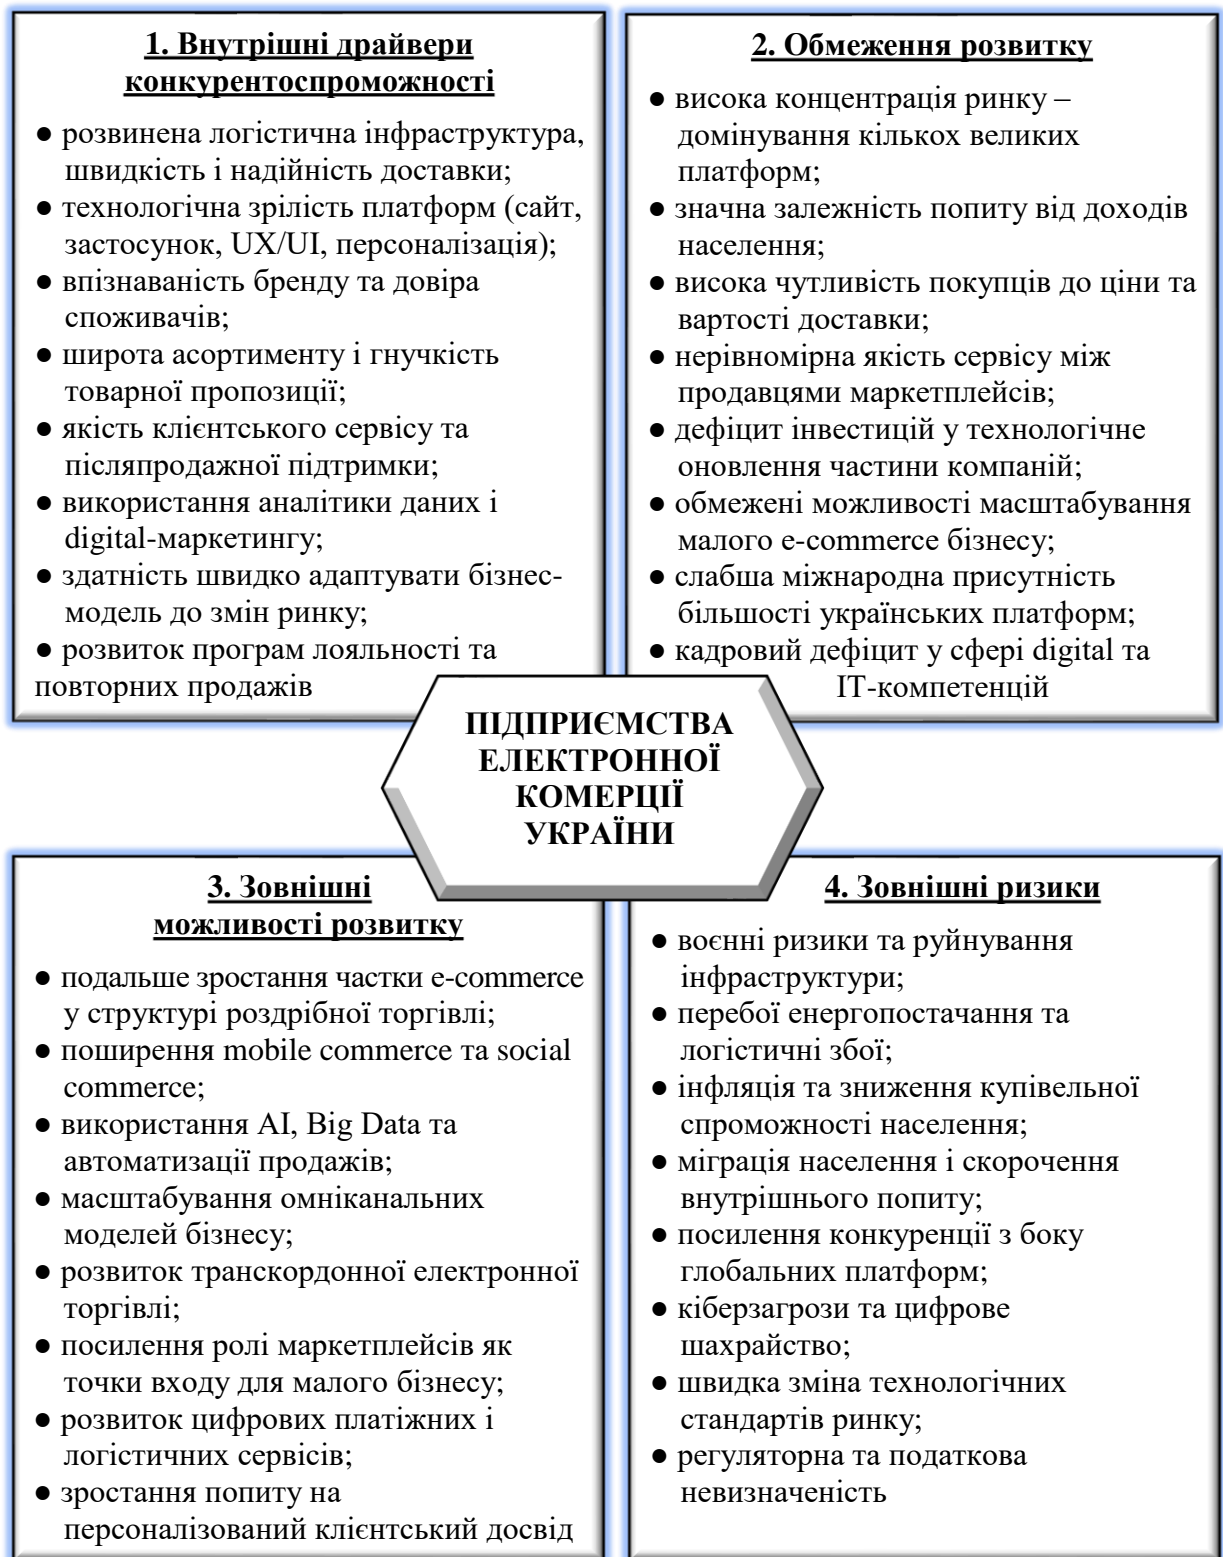 1. Внутрішні драйвери
конкурентоспроможності
● розвинена логістична інфраструктура,
швидкість і надійність доставки;
● технологічна зрілість платформ (сайт,
застосунок, UX/UI, персоналізація);
● впізнаваність бренду та довіра
споживачів;
● широта асортименту і гнучкість
товарної пропозиції;
● якість клієнтського сервісу та
післяпродажної підтримки;
● використання аналітики даних і
digital-маркетингу;
● здатність швидко адаптувати бізнес-
модель до змін ринку;
● розвиток програм лояльності та
повторних продажів
2. Обмеження розвитку
● висока концентрація ринку –
домінування кількох великих
платформ;
● значна залежність попиту від доходів
населення;
● висока чутливість покупців до ціни та
вартості доставки;
● нерівномірна якість сервісу між
продавцями маркетплейсів;
● дефіцит інвестицій у технологічне
оновлення частини компаній;
● обмежені можливості масштабування
малого e-commerce бізнесу;
● слабша міжнародна присутність
більшості українських платформ;
● кадровий дефіцит у сфері digital та
ІТ-компетенцій
ПІДПРИЄМСТВА
ЕЛЕКТРОННОЇ
КОМЕРЦІЇ
УКРАЇНИ
3. Зовнішні
можливості розвитку
● подальше зростання частки e-commerce
у структурі роздрібної торгівлі;
● поширення mobile commerce та social
commerce;
● використання AI, Big Data та
автоматизації продажів;
● масштабування омніканальних
моделей бізнесу;
● розвиток транскордонної електронної
торгівлі;
● посилення ролі маркетплейсів як
точки входу для малого бізнесу;
● розвиток цифрових платіжних і
логістичних сервісів;
● зростання попиту на
персоналізований клієнтський досвід
4. Зовнішні ризики
● воєнні ризики та руйнування
інфраструктури;
● перебої енергопостачання та
логістичні збої;
● інфляція та зниження купівельної
спроможності населення;
● міграція населення і скорочення
внутрішнього попиту;
● посилення конкуренції з боку
глобальних платформ;
● кіберзагрози та цифрове
шахрайство;
● швидка зміна технологічних
стандартів ринку;
● регуляторна та податкова
невизначеність